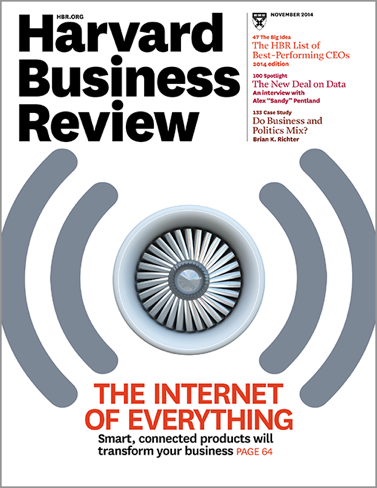 HBR.ORG
Harvard
Business
Review
NOVEMBER 2014
47 The Big Idea
The HBR List of
Best-Performing CEOs
2014 edition
100 Spotlight
The New Deal on Data
An interview with
Alex “Sandy” Pentland
133 Case Study
Do Business and
Politics Mix?
Brian K. Richter
THE INTERNET
OF EVERYTHING
Smart, connected products will
transform your business PAGE 64